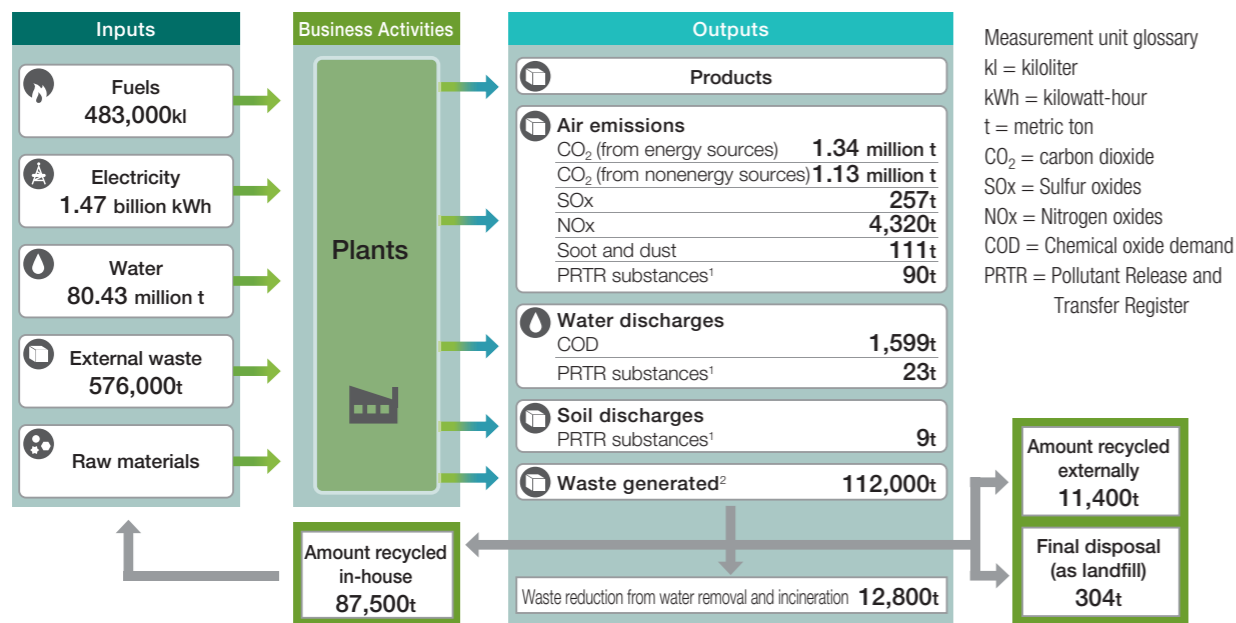 Inputs
Fuels
483,000kl
Electricity
1.47 billion kWh
Water
80.43 million t
External waste
576,000t
Raw materials
Business Activities
Plants
Amount recycled
in-house
87,500t
Outputs
Products
Air emissions
CO₂ (from energy sources) 1.34 million t
CO₂ (from nonenergy sources) 1.13 million t
SOx 257t
NOx 4,320t
Soot and dust 111t
PRTR substances¹ 90t
Water discharges
COD 1,599t
PRTR substances¹ 23t
Soil discharges
PRTR substances¹ 9t
Waste generated² 112,000t
Waste reduction from water removal and incineration 12,800t
Amount recycled
externally
11,400t
Final disposal
(as landfill)
304t
Measurement unit glossary
kl = kiloliter
kWh = kilowatt-hour
t = metric ton
CO₂ = carbon dioxide
SOx = Sulfur oxides
NOx = Nitrogen oxides
COD = Chemical oxide demand
PRTR = Pollutant Release and
Transfer Register